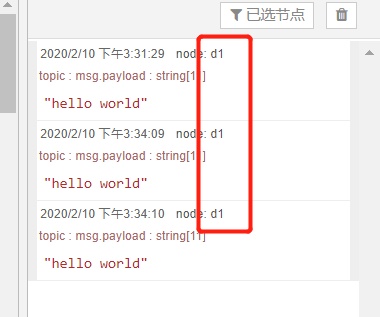 已选节点
2020/2/10 下午3:31:29 node: d1
topic : msg.payload : string[11]
"hello world"
2020/2/10 下午3:34:09 node: d1
topic : msg.payload : string[11]
"hello world"
2020/2/10 下午3:34:10 node: d1
topic : msg.payload : string[11]
"hello world"